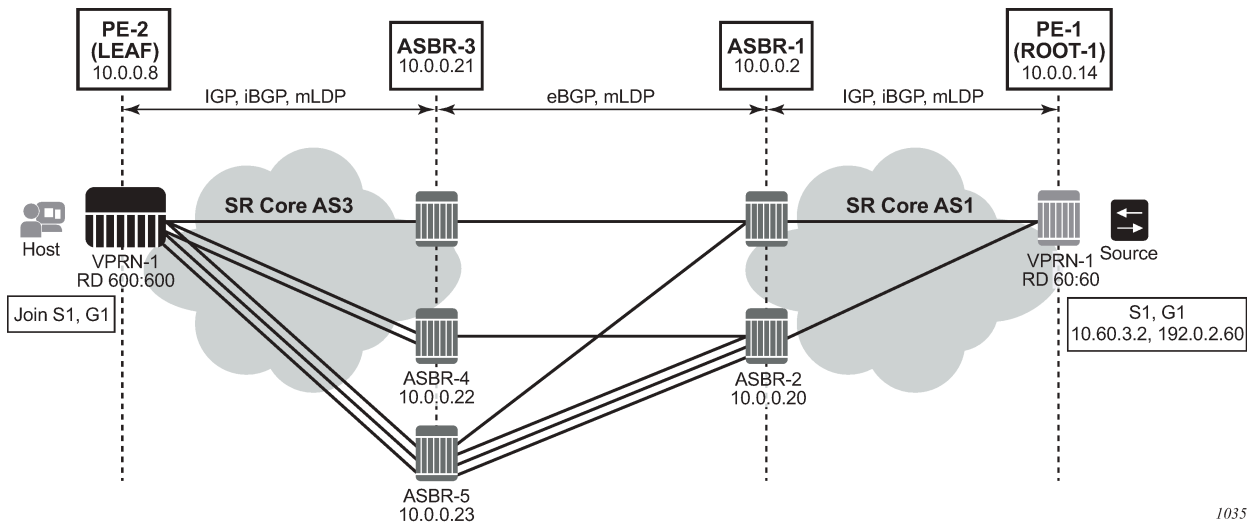 PE-2
(LEAF)
10.0.0.8
ASBR-3
10.0.0.21
ASBR-1
10.0.0.2
PE-1
(ROOT-1)
10.0.0.14
IGP, iBGP, mLDP
eBGP, mLDP
IGP, iBGP, mLDP
SR Core AS3
SR Core AS1
Host
Source
VPRN-1
RD 600:600
VPRN-1
RD 60:60
Join S1, G1
S1, G1
10.60.3.2, 192.0.2.60
ASBR-4
10.0.0.22
ASBR-2
10.0.0.20
ASBR-5
10.0.0.23
1035